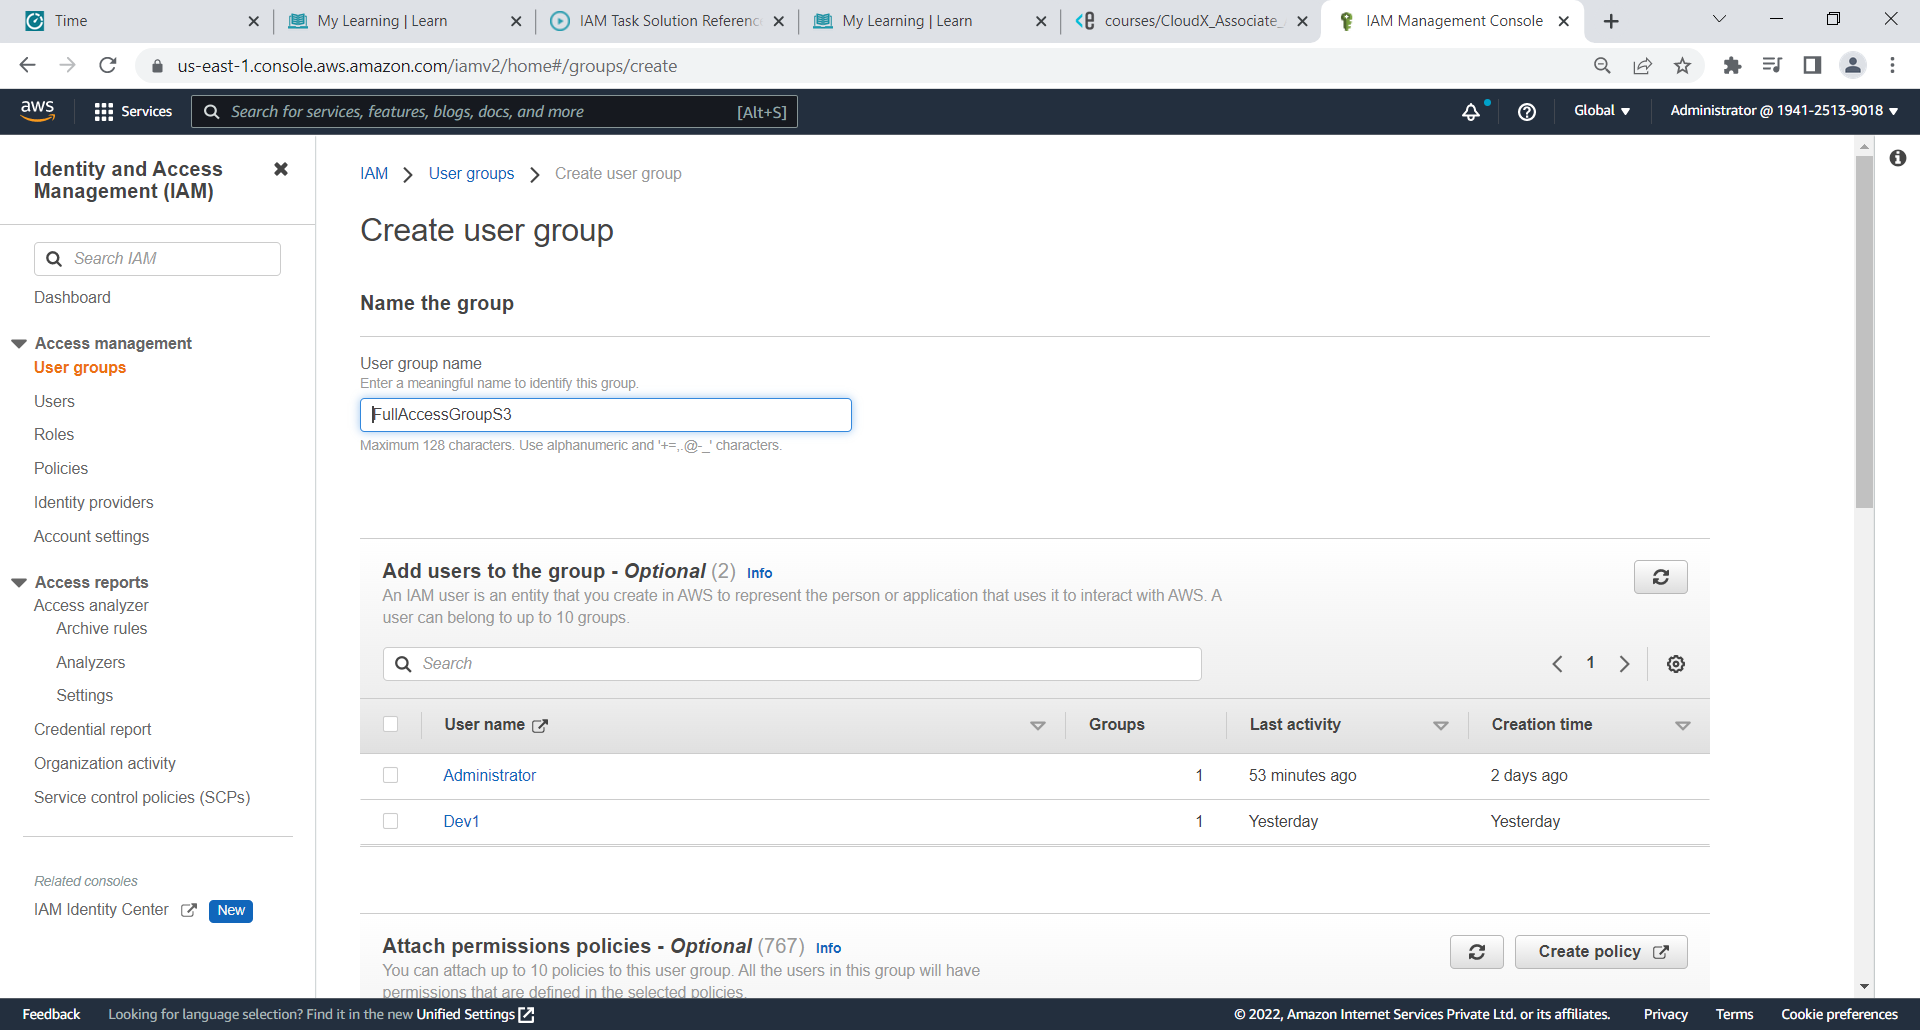 Time
My Learning | Learn
IAM Task Solution Referenc
My Learning | Learn
courses/CloudX_Associate_
IAM Management Console
us-east-1.console.aws.amazon.com/iamv2/home#/groups/create
aws
Services
Search for services, features, blogs, docs, and more
[Alt+S]
Global
Administrator @ 1941-2513-9018
Identity and Access
Management (IAM)
Search IAM
Dashboard
Access management
User groups
Users
Roles
Policies
Identity providers
Account settings
Access reports
Access analyzer
Archive rules
Analyzers
Settings
Credential report
Organization activity
Service control policies (SCPs)
Related consoles
IAM Identity Center
New
IAM
User groups
Create user group
Create user group
Name the group
User group name
Enter a meaningful name to identify this group.
FullAccessGroupS3
Maximum 128 characters. Use alphanumeric and '+=,.@-_' characters.
Add users to the group - Optional (2) Info
An IAM user is an entity that you create in AWS to represent the person or application that uses it to interact with AWS. A
user can belong to up to 10 groups.
Search
1
User name
Groups
Last activity
Creation time
Administrator
1
53 minutes ago
2 days ago
Dev1
1
Yesterday
Yesterday
Attach permissions policies - Optional (767) Info
Create policy
You can attach up to 10 policies to this user group. All the users in this group will have
permissions that are defined in the selected policies.
Feedback
Looking for language selection? Find it in the new Unified Settings
© 2022, Amazon Internet Services Private Ltd. or its affiliates.
Privacy
Terms
Cookie preferences